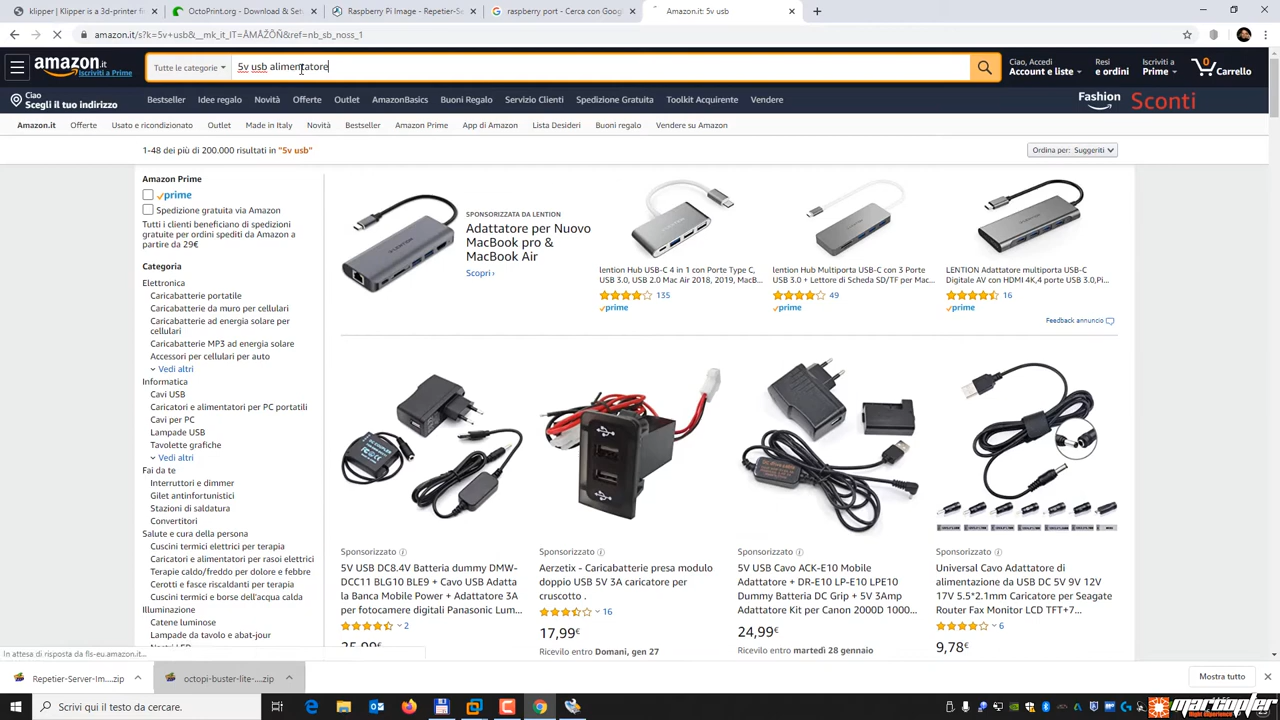 klipper | Klipper is a 3d-printer fir
OctoPrint.org - Download & Setup
Raspberry Pi Image - Repetier-Se
raspberry port - Cerca con Googl
Amazon.it: 5v usb
amazon.it/s?k=5v+usb&__mk_it_IT=ÅMÅŽÕÑ&ref=nb_sb_noss_1
amazon.it
Iscriviti a Prime
Tutte le categorie
5v usb alimentatore
Ciao, Accedi
Account e liste
Resi
e ordini
Iscriviti a
Prime
0
Carrello
Ciao
Scegli il tuo indirizzo
Bestseller
Idee regalo
Novità
Offerte
Outlet
AmazonBasics
Buoni Regalo
Servizio Clienti
Spedizione Gratuita
Toolkit Acquirente
Vendere
Fashion
Sconti
Amazon.it
Offerte
Usato e ricondizionato
Outlet
Made in Italy
Novità
Bestseller
Amazon Prime
App di Amazon
Lista Desideri
Buoni regalo
Vendere su Amazon
1-48 dei più di 200.000 risultati in "5v usb"
Ordina per: Suggeriti
Amazon Prime
prime
Spedizione gratuita via Amazon
Tutti i clienti beneficiano di spedizioni
gratuite per ordini spediti da Amazon a
partire da 29€
Categoria
Elettronica
Caricabatterie portatile
Caricabatterie da muro per cellulari
Caricabatterie ad energia solare per
cellulari
Caricabatterie MP3 ad energia solare
Accessori per cellulari per auto
Vedi altri
Informatica
Cavi USB
Caricatori e alimentatori per PC portatili
Cavi per PC
Lampade USB
Tavolette grafiche
Vedi altri
Fai da te
Interruttori e dimmer
Gilet antinfortunistici
Stazioni di saldatura
Convertitori
Salute e cura della persona
Cuscini termici elettrici per terapia
Caricatori e alimentatori per rasoi elettrici
Terapie caldo/freddo per dolore e febbre
Cerotti e fasce riscaldanti per terapia
Cuscini termici e borse dell'acqua calda
Illuminazione
Catene luminose
Lampade da tavolo e abat-jour
SPONSORIZZATA DA LENTION
Adattatore per Nuovo
MacBook pro &
MacBook Air
Scopri ›
lention Hub USB-C 4 in 1 con Porte Type C,
USB 3.0, USB 2.0 Mac Air 2018, 2019, MacB...
135
prime
lention Hub Multiporta USB-C con 3 Porte
USB 3.0 + Lettore di Scheda SD/TF per Mac...
49
prime
LENTION Adattatore multiporta USB-C
Digitale AV con HDMI 4K,4 porte USB 3.0,Pi...
16
prime
Feedback annuncio
Sponsorizzato
5V USB DC8.4V Batteria dummy DMW-
DCC11 BLG10 BLE9 + Cavo USB Adatta
la Banca Mobile Power + Adattatore 3A
per fotocamere digitali Panasonic Lum...
2
25,99€
Sponsorizzato
Aerzetix - Caricabatterie presa modulo
doppio USB 5V 3A caricatore per
cruscotto .
16
17,99€
Ricevilo entro Domani, gen 27
Sponsorizzato
5V USB Cavo ACK-E10 Mobile
Adattatore + DR-E10 LP-E10 LPE10
Dummy Batteria DC Grip + 5V 3Amp
Adattatore Kit per Canon 2000D 1000...
24,99€
Ricevilo entro martedì 28 gennaio
Sponsorizzato
Universal Cavo Adattatore di
alimentazione da USB DC 5V 9V 12V
17V 5.5*2.1mm Caricatore per Seagate
Router Fax Monitor LCD TFT+7...
6
9,78€
In attesa di risposta da fls-eu.amazon.it...
Repetier-Server-Im....zip
octopi-buster-lite-....zip
Mostra tutto
Scrivi qui il testo da cercare.
martcopter